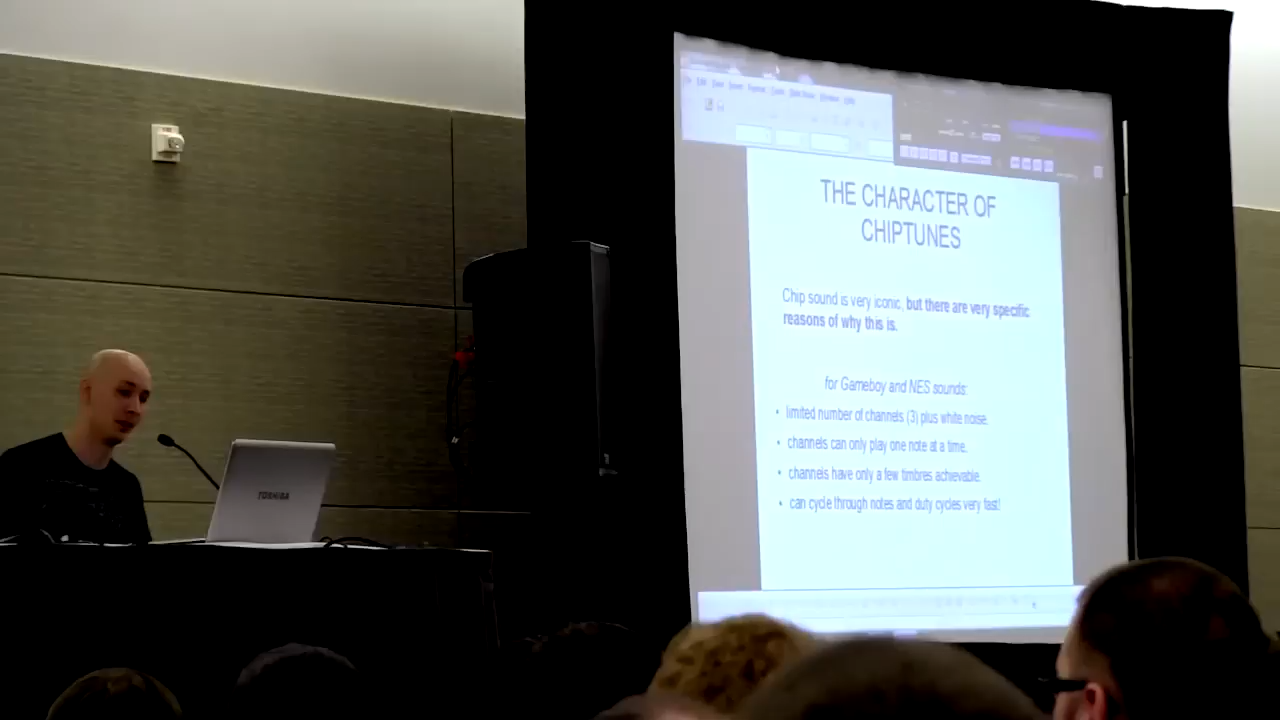 THE CHARACTER OF
CHIPTUNES
Chip sound is very iconic, but there are very specific
reasons of why this is.
for Gameboy and NES sounds:
• limited number of channels (3) plus white noise.
• channels can only play one note at a time.
• channels have only a few timbres achievable.
• can cycle through notes and duty cycles very fast!
TOSHIBA